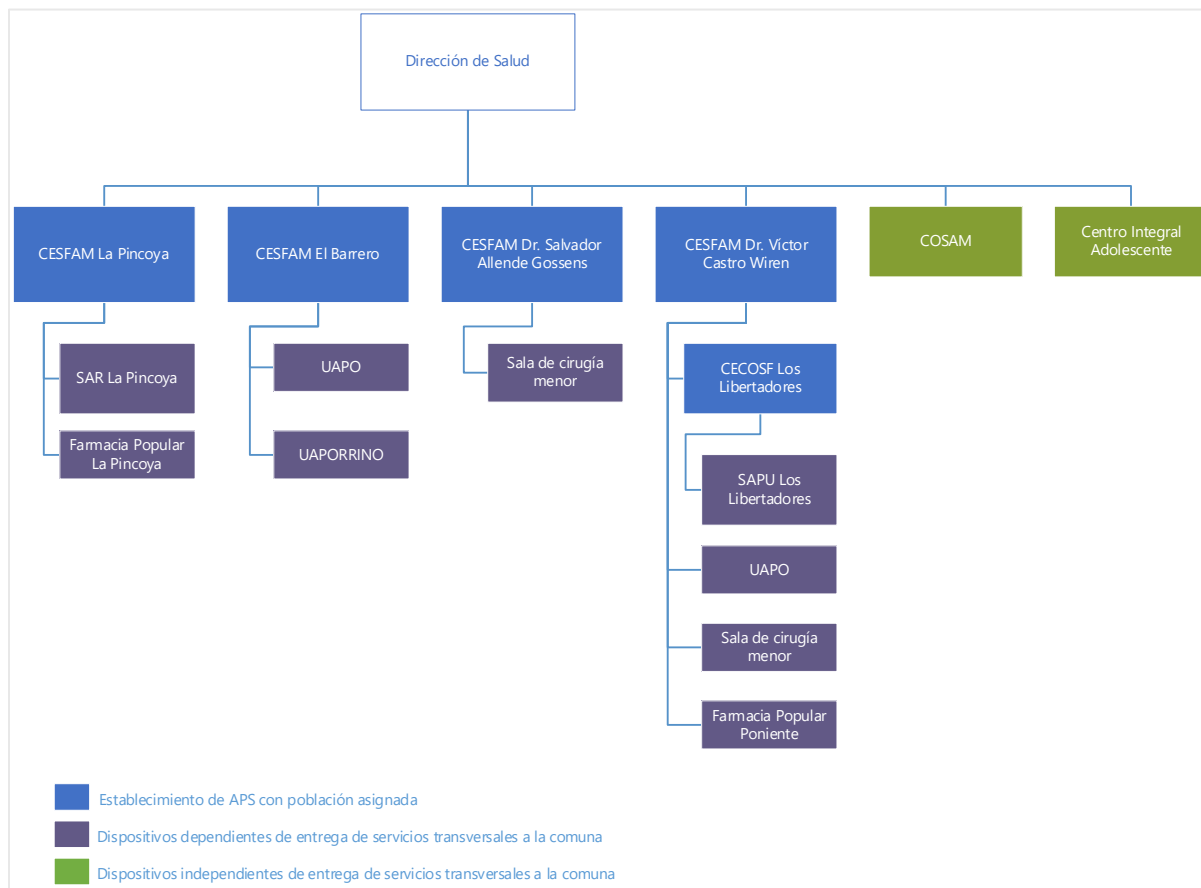 Dirección de Salud
CESFAM La Pincoya
CESFAM El Barrero
CESFAM Dr. Salvador
Allende Gossens
CESFAM Dr. Víctor
Castro Wiren
COSAM
Centro Integral
Adolescente
SAR La Pincoya
Farmacia Popular
La Pincoya
UAPO
UAPORRINO
Sala de cirugía
menor
CECOSF Los
Libertadores
SAPU Los
Libertadores
UAPO
Sala de cirugía
menor
Farmacia Popular
Poniente
Establecimiento de APS con población asignada
Dispositivos dependientes de entrega de servicios transversales a la comuna
Dispositivos independientes de entrega de servicios transversales a la comuna